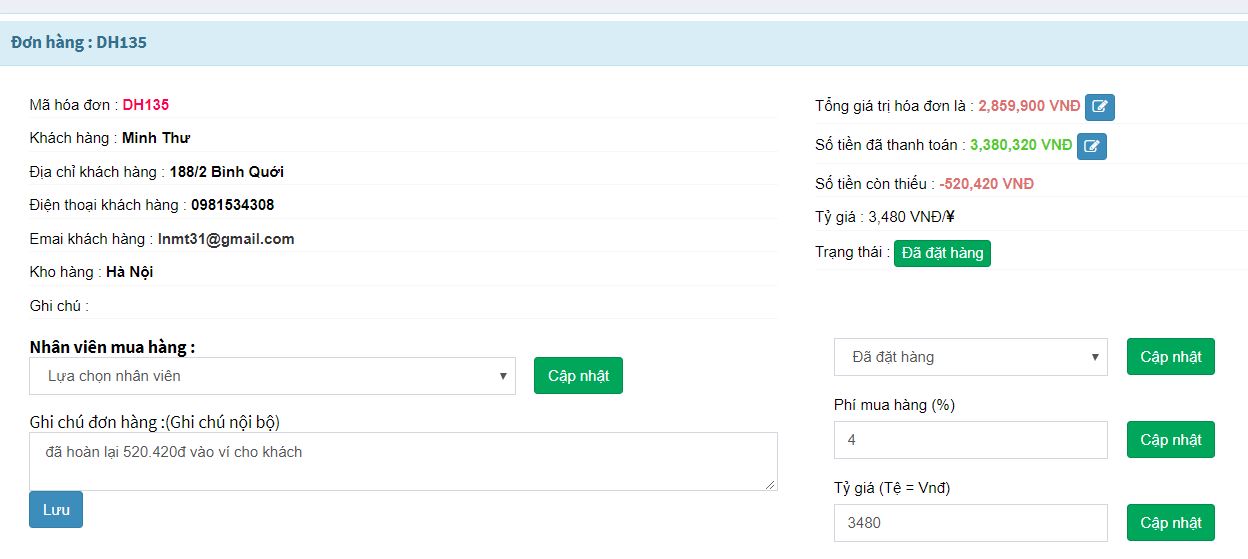 Đơn hàng : DH135
Mã hóa đơn : DH135
Khách hàng : Minh Thư
Địa chỉ khách hàng : 188/2 Bình Quới
Điện thoại khách hàng : 0981534308
Emai khách hàng : lnmt31@gmail.com
Kho hàng : Hà Nội
Ghi chú :
Tổng giá trị hóa đơn là : 2,859,900 VNĐ
Số tiền đã thanh toán : 3,380,320 VNĐ
Số tiền còn thiếu : -520,420 VNĐ
Tỷ giá : 3,480 VNĐ/¥
Trạng thái : Đã đặt hàng
Nhân viên mua hàng :
Lựa chọn nhân viên
Cập nhật
Ghi chú đơn hàng :(Ghi chú nội bộ)
đã hoàn lại 520.420đ vào ví cho khách
Lưu
Đã đặt hàng
Cập nhật
Phí mua hàng (%)
4
Cập nhật
Tỷ giá (Tệ = Vnđ)
3480
Cập nhật